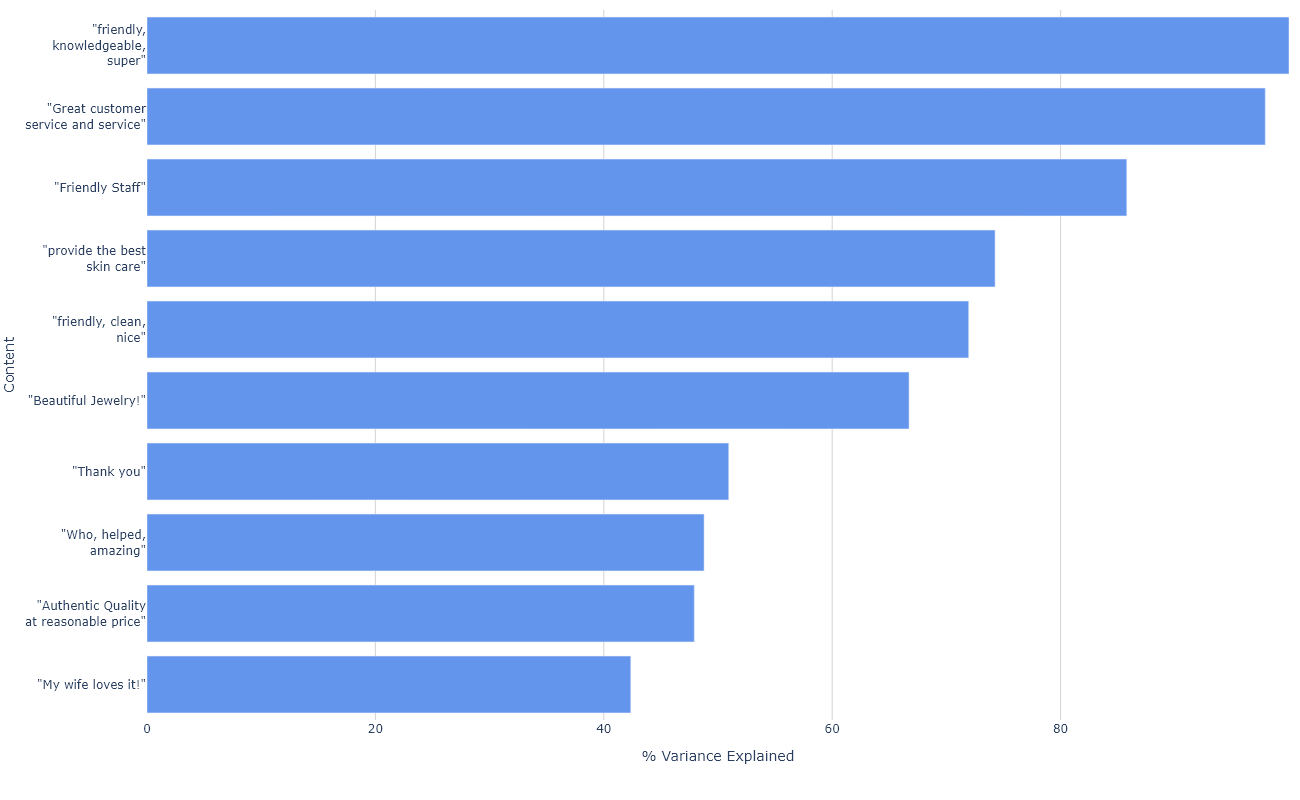 "friendly,
knowledgeable,
super"
"Great customer
service and service"
"Friendly Staff"
"provide the best
skin care"
"friendly, clean,
nice"
"Beautiful Jewelry!"
"Thank you"
"Who, helped,
amazing"
"Authentic Quality
at reasonable price"
"My wife loves it!"
Content
0 20 40 60 80
% Variance Explained